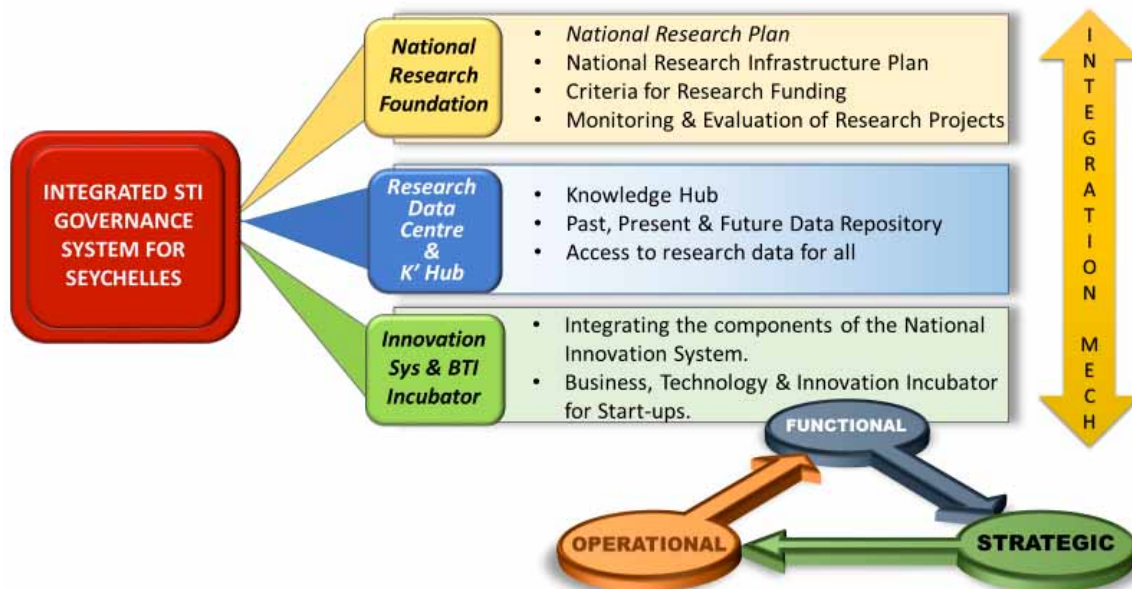 INTEGRATED STI
GOVERNANCE
SYSTEM FOR
SEYCHELLES
National
Research
Foundation
• National Research Plan
• National Research Infrastructure Plan
• Criteria for Research Funding
• Monitoring & Evaluation of Research Projects
Research
Data
Centre
&
K' Hub
• Knowledge Hub
• Past, Present & Future Data Repository
• Access to research data for all
Innovation
Sys & BTI
Incubator
• Integrating the components of the National
Innovation System.
• Business, Technology & Innovation Incubator
for Start-ups.
INTEGRATION MECH
FUNCTIONAL
OPERATIONAL
STRATEGIC